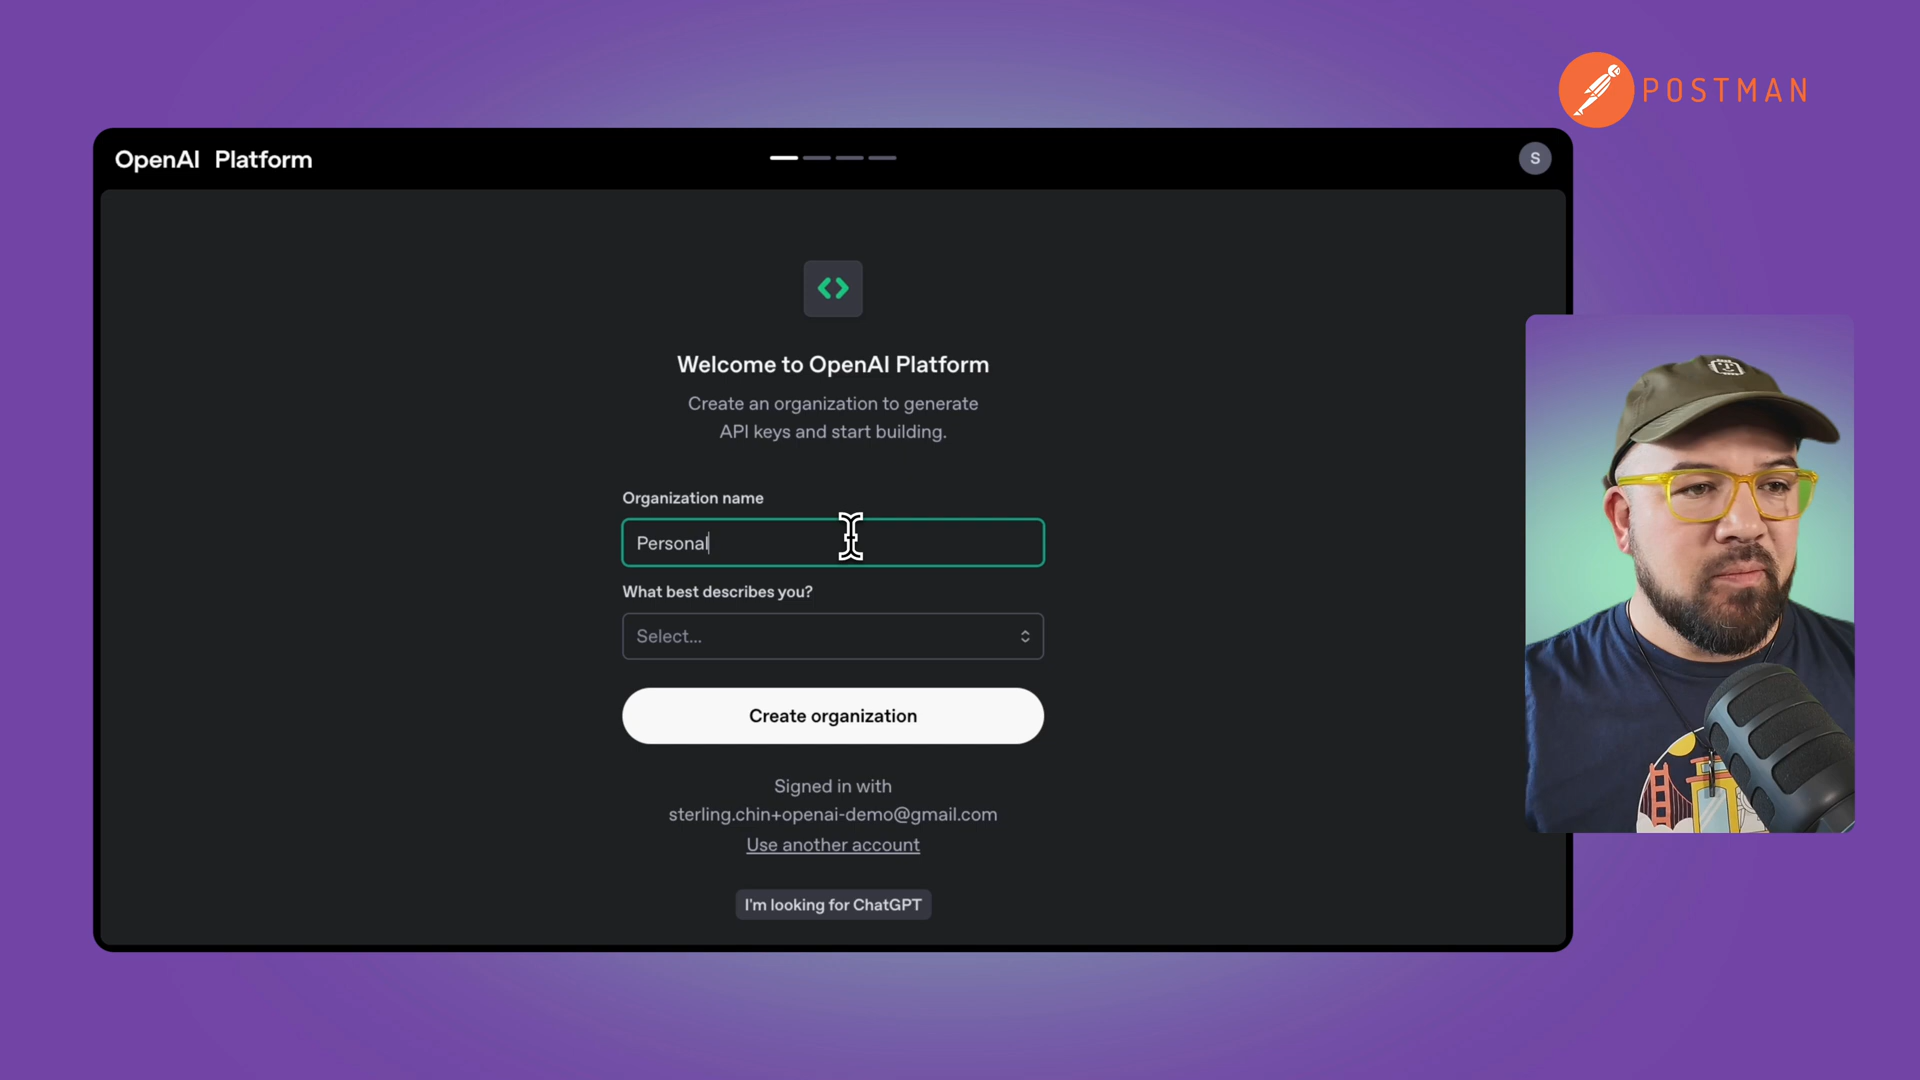 POSTMAN
OpenAI Platform
S
Welcome to OpenAI Platform
Create an organization to generate
API keys and start building.
Organization name
Personal
What best describes you?
Select...
Create organization
Signed in with
sterling.chin+openai-demo@gmail.com
Use another account
I'm looking for ChatGPT